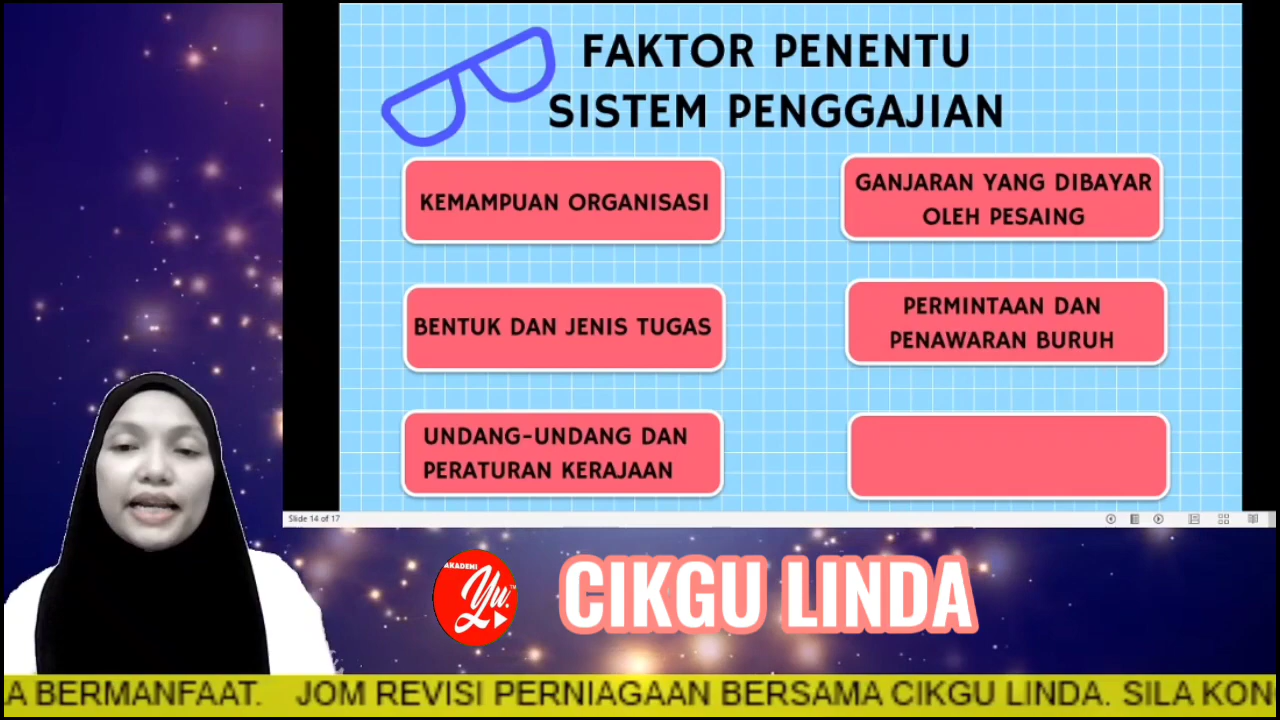 FAKTOR PENENTU
SISTEM PENGGAJIAN
KEMAMPUAN ORGANISASI
GANJARAN YANG DIBAYAR
OLEH PESAING
BENTUK DAN JENIS TUGAS
PERMINTAAN DAN
PENAWARAN BURUH
UNDANG-UNDANG DAN
PERATURAN KERAJAAN
Slide 14 of 17
AKADEMI
Yu.
CIKGU LINDA
A BERMANFAAT. JOM REVISI PERNIAGAAN BERSAMA CIKGU LINDA. SILA KON